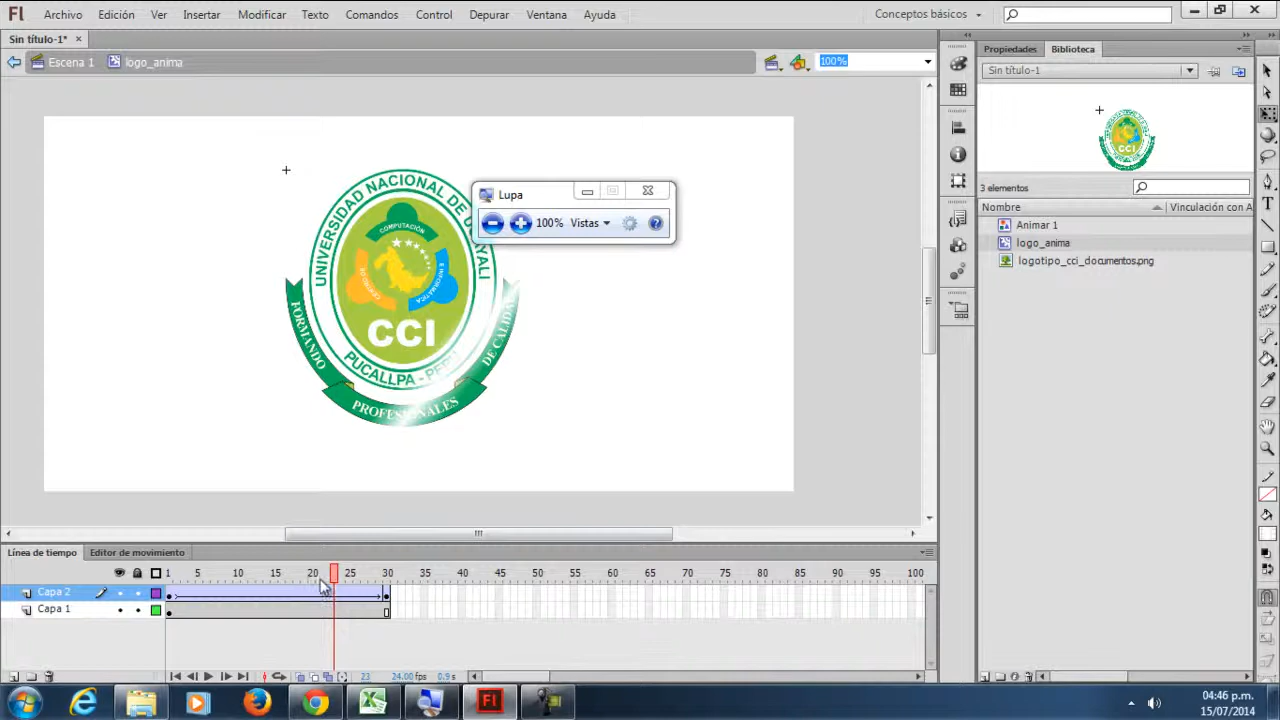 Fl Archivo Edición Ver Insertar Modificar Texto Comandos Control Depurar Ventana Ayuda Conceptos básicos
Sin título-1*
Escena 1 logo_anima 100%
Propiedades Biblioteca
Sin título-1
3 elementos
Nombre Vinculación con A
Animar 1
logo_anima
logotipo_cci_documentos.png
UNIVERSIDAD NACIONAL DE
COMPUTACIÓN
E INFORMÁTICA
CCI
PUCALLPA - PERÚ
FORMANDO
PROFESIONALES
DE CALIDAD
CCI
Lupa
100% Vistas
Línea de tiempo Editor de movimiento
1 5 10 15 20 25 30 35 40 45 50 55 60 65 70 75 80 85 90 95 100
Capa 2
Capa 1
23 24.00 fps 0.9 s
Fl
04:46 p.m.
15/07/2014